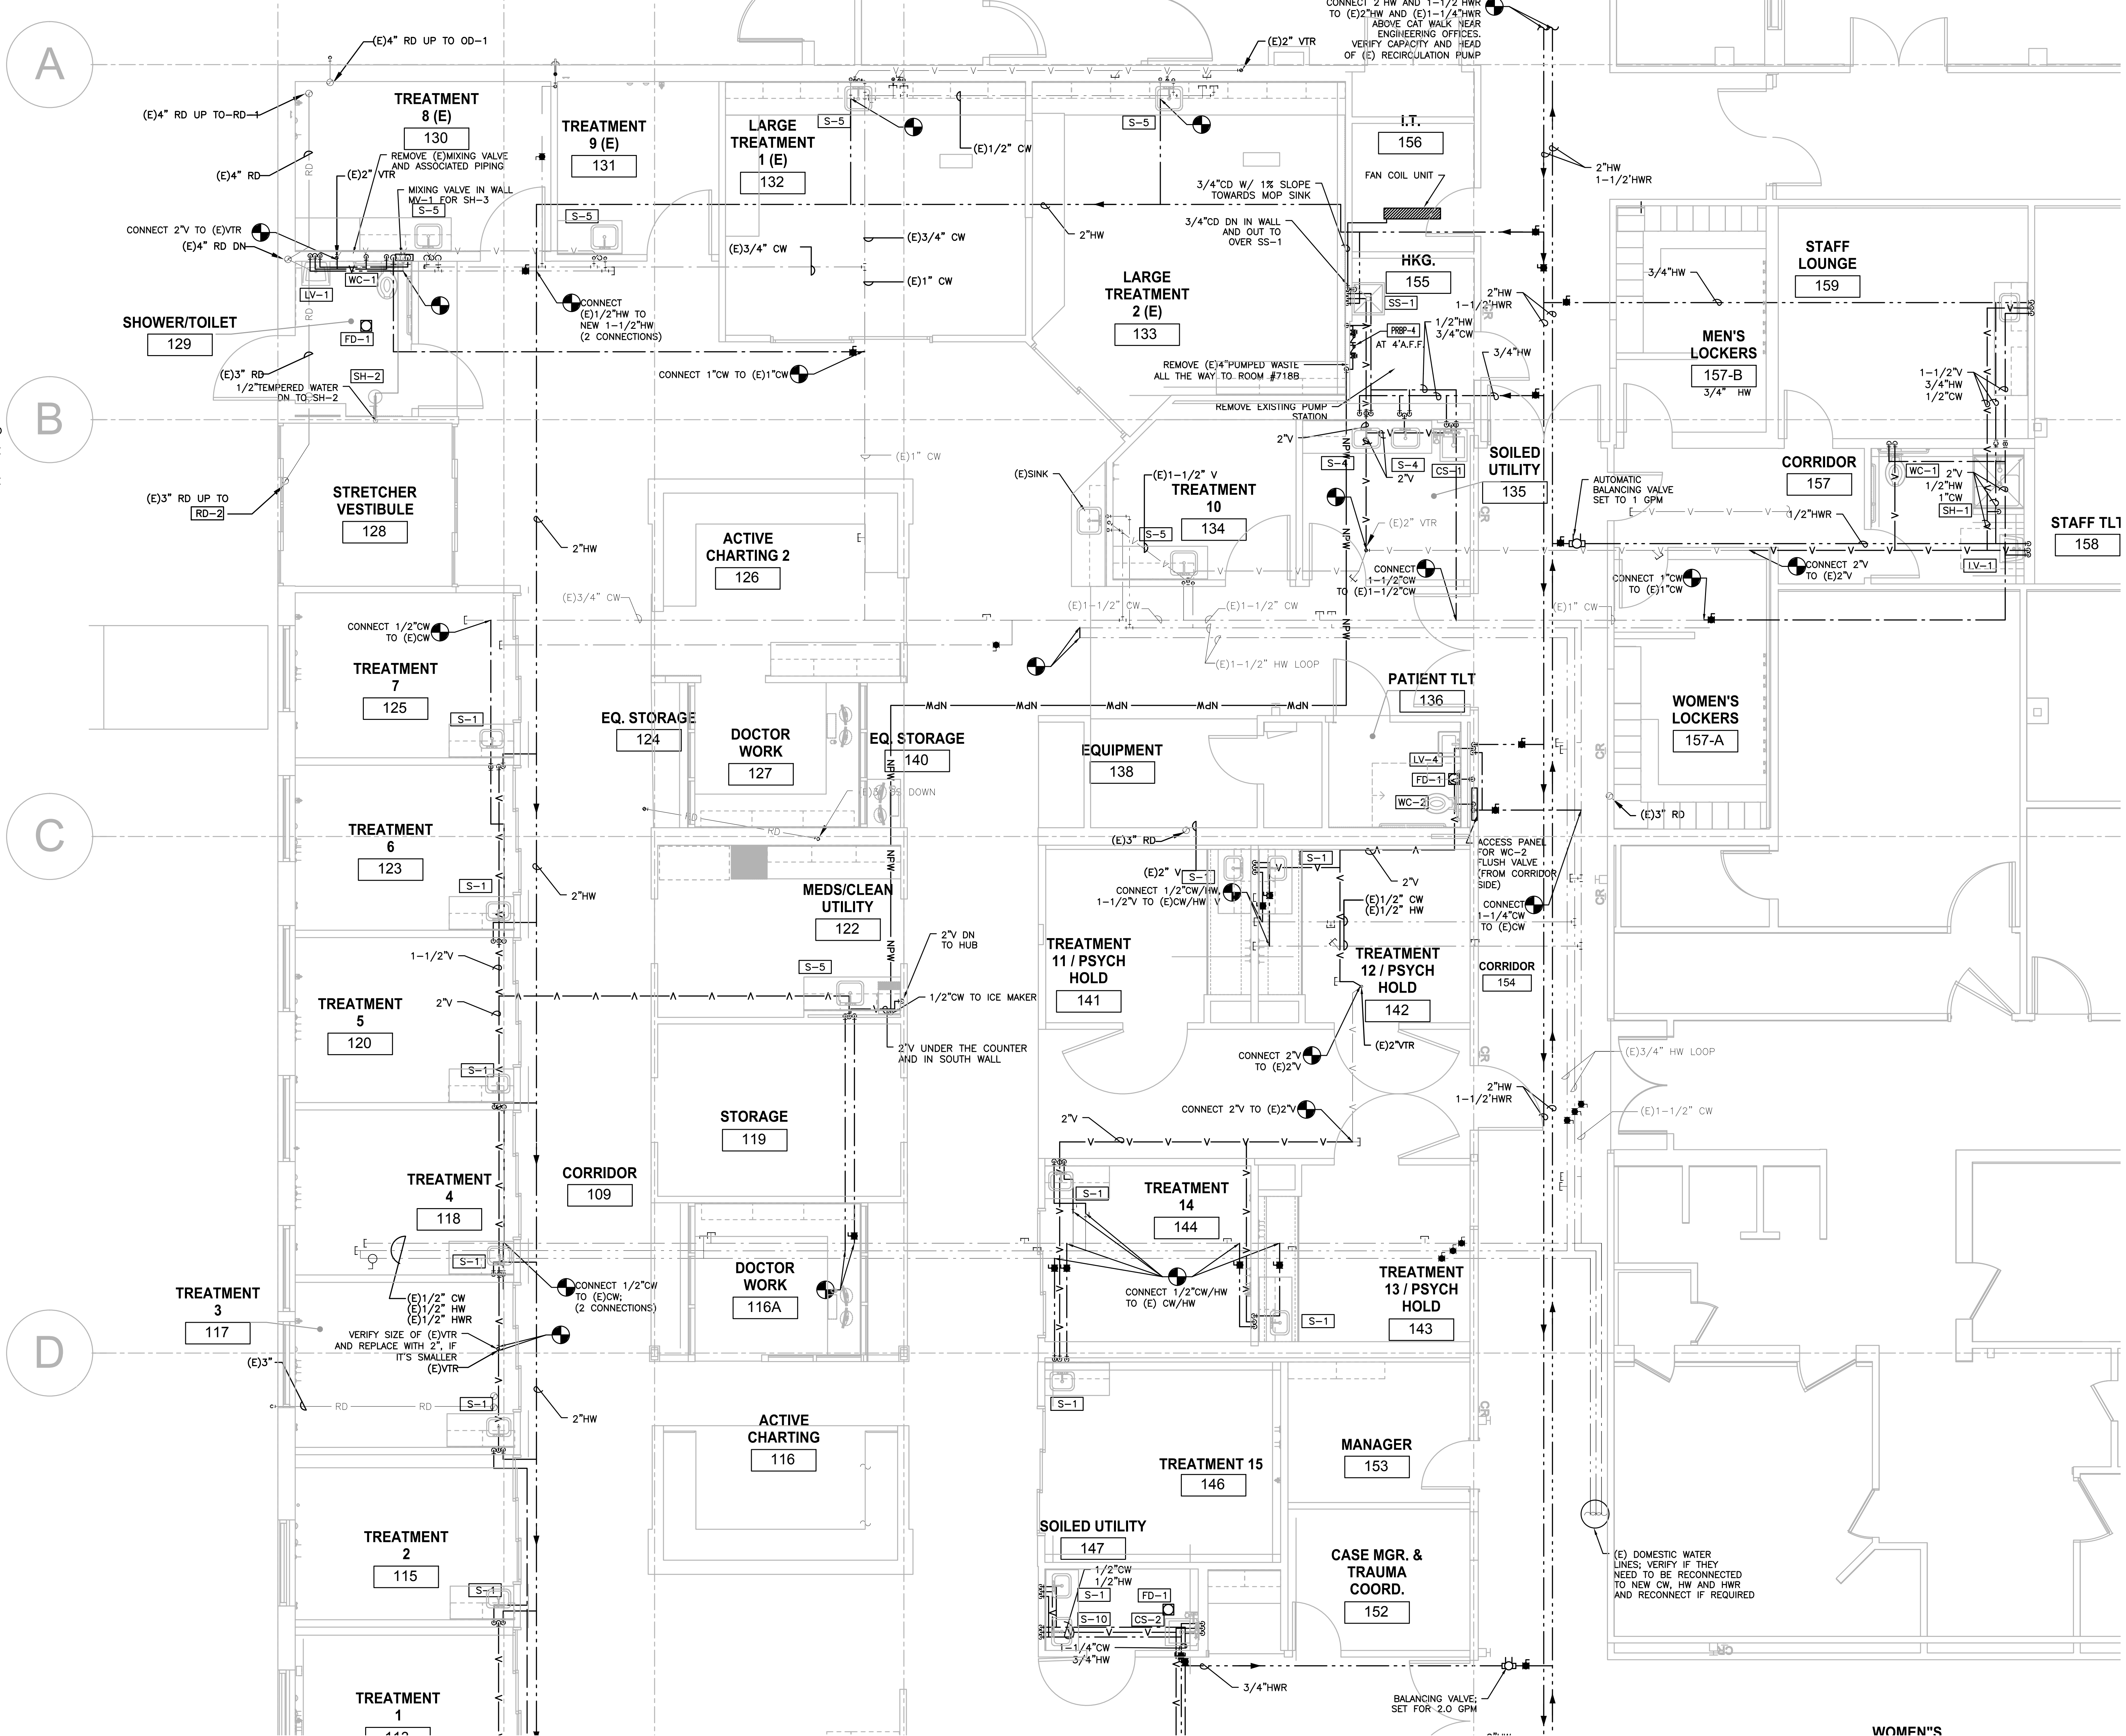 CONNECT 2"HW AND 1-1/2"HWR
TO (E)2"HW AND (E)1-1/4"HWR
ABOVE CAT WALK NEAR
ENGINEERING OFFICES.
VERIFY CAPACITY AND HEAD
OF (E) RECIRCULATION PUMP
A
(E)4" RD UP TO OD-1
(E)2" VTR
(E)4" RD UP TO RD-1
TREATMENT
8 (E)
130
REMOVE (E)MIXING VALVE
AND ASSOCIATED PIPING
(E)4" RD
(E)2" VTR
MIXING VALVE IN WALL
MV-1 FOR SH-3
S-5
CONNECT 2"V TO (E)VTR
(E)4" RD DN
TREATMENT
9 (E)
131
S-5
LARGE
TREATMENT
1 (E)
132
S-5
(E)1/2" CW
S-5
I.T.
156
FAN COIL UNIT
3/4"CD W/ 1% SLOPE
TOWARDS MOP SINK
3/4"CD DN IN WALL
AND OUT TO
OVER SS-1
2"HW
1-1/2'HWR
(E)3/4" CW
(E)3/4" CW
(E)1" CW
2"HW
LARGE
TREATMENT
2 (E)
133
HKG.
155
SS-1
PRBP-4
AT 4'A.F.F.
1/2"HW
3/4"CW
2"HW
1-1/2'HWR
3/4"HW
STAFF
LOUNGE
159
3/4"HW
MEN'S
LOCKERS
157-B
3/4" HW
1-1/2"V
3/4"HW
1/2"CW
WC-1
LV-1
SHOWER/TOILET
129
FD-1
(E)3" RD
SH-2
1/2"TEMPERED WATER
DN TO SH-2
CONNECT
(E)1/2"HW TO
NEW 1-1/2"HW
(2 CONNECTIONS)
CONNECT 1"CW TO (E)1"CW
REMOVE (E)4"PUMPED WASTE
ALL THE WAY TO ROOM #718B
REMOVE EXISTING PUMP
STATION
B
2"V
S-4
S-4
2"V
CS-1
SOILED
UTILITY
135
(E)1" CW
(E)SINK
(E)1-1/2" V
TREATMENT
10
134
S-5
(E)2" VTR
CONNECT
1-1/2"CW
TO (E)1-1/2"CW
AUTOMATIC
BALANCING VALVE
SET TO 1 GPM
CORRIDOR
157
1/2"HWR
WC-1
2"V
1/2"HW
1"CW
SH-1
STAFF TLT
158
LV-1
CONNECT 2"V
TO (E)2"V
CONNECT 1"CW
TO (E)1"CW
(E)1" CW
(E)3" RD UP TO
RD-2
STRETCHER
VESTIBULE
128
2"HW
ACTIVE
CHARTING 2
126
(E)3/4" CW
(E)1-1/2" CW
(E)1-1/2" CW
(E)1-1/2" HW LOOP
CONNECT 1/2"CW
TO (E)CW
TREATMENT
7
125
S-1
EQ. STORAGE
124
DOCTOR
WORK
127
EQ. STORAGE
140
EQUIPMENT
138
PATIENT TLT
136
LV-4
FD-1
WC-2
WOMEN'S
LOCKERS
157-A
(E)3" RD
C
TREATMENT
6
123
S-1
2"HW
MEDS/CLEAN
UTILITY
122
(E)3" RD
(E)2" V
S-1
CONNECT 1/2"CW/HW,
1-1/2"V TO (E)CW/HW, V
S-1
2"V
(E)1/2" CW
(E)1/2" HW
ACCESS PANEL
FOR WC-2
FLUSH VALVE
(FROM CORRIDOR
SIDE)
CONNECT
1-1/4"CW
TO (E)CW
1-1/2"V
2"V
2"V DN
TO HUB
S-5
1/2"CW TO ICE MAKER
TREATMENT
5
120
S-1
TREATMENT
11 / PSYCH
HOLD
141
TREATMENT
12 / PSYCH
HOLD
142
CORRIDOR
154
2"V UNDER THE COUNTER
AND IN SOUTH WALL
CONNECT 2"V
TO (E)2"V
(E)2"VTR
(E)3/4" HW LOOP
2"HW
1-1/2'HWR
(E)1-1/2" CW
STORAGE
119
2"V
CONNECT 2"V TO (E)2"V
TREATMENT
4
118
S-1
CORRIDOR
109
S-1
TREATMENT
14
144
DOCTOR
WORK
116A
CONNECT 1/2"CW
TO (E)CW;
(2 CONNECTIONS)
CONNECT 1/2"CW/HW
TO (E) CW/HW
TREATMENT
13 / PSYCH
HOLD
143
S-1
TREATMENT
3
117
(E)1/2" CW
(E)1/2" HW
(E)1/2" HWR
VERIFY SIZE OF (E)VTR
AND REPLACE WITH 2", IF
IT'S SMALLER
(E)VTR
D
(E)3"
RD
RD
S-1
2"HW
ACTIVE
CHARTING
116
S-1
TREATMENT 15
146
MANAGER
153
TREATMENT
2
115
S-1
SOILED UTILITY
147
1/2"CW
1/2"HW
S-1
FD-1
S-10
CS-2
1-1/4"CW
3/4"HW
CASE MGR. &
TRAUMA
COORD.
152
(E) DOMESTIC WATER
LINES; VERIFY IF THEY
NEED TO BE RECONNECTED
TO NEW CW, HW AND HWR
AND RECONNECT IF REQUIRED
TREATMENT
1
3/4"HWR
BALANCING VALVE;
SET FOR 2.0 GPM
WOMEN"S